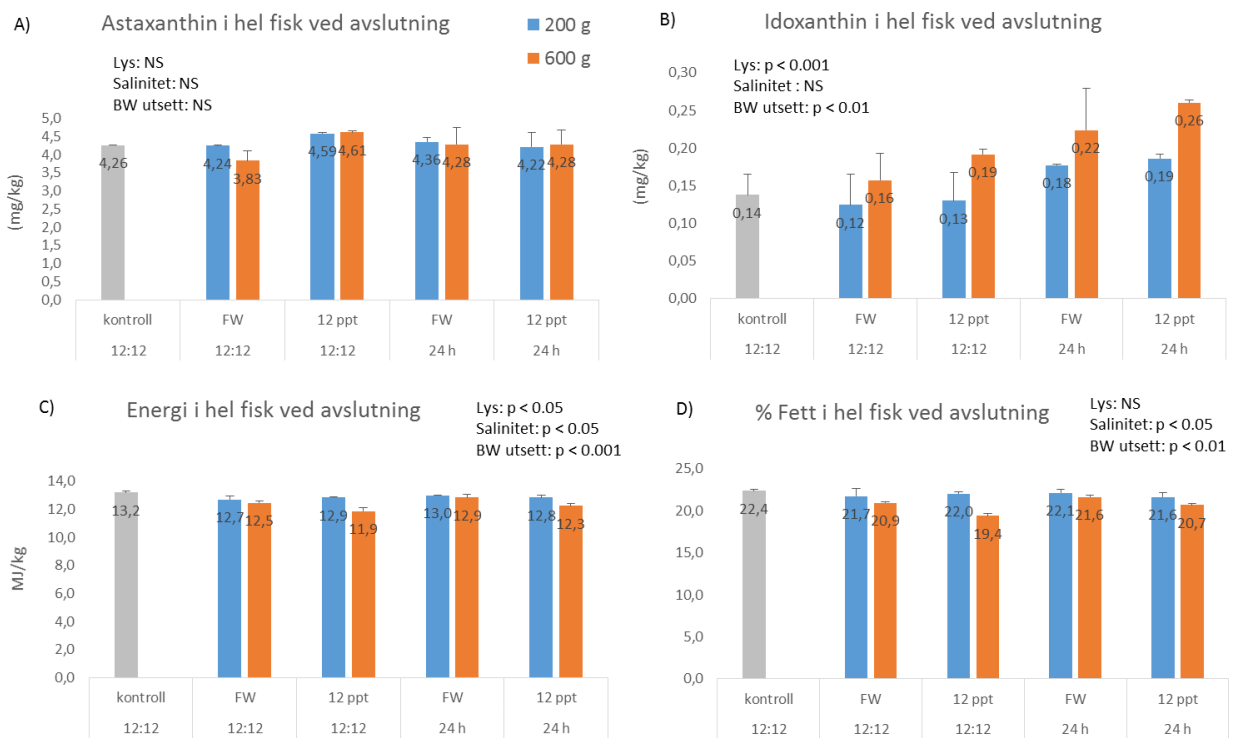 A)
Astaxanthin i hel fisk ved avslutning
200 g
600 g
Lys: NS
Salinitet: NS
BW utsett: NS
(mg/kg)
5,0
4,5
4,0
3,5
3,0
2,5
2,0
1,5
1,0
0,5
0,0
4,26
4,24
3,83
4,59
4,61
4,36
4,28
4,22
4,28
kontroll FW 12 ppt FW 12 ppt
12:12 12:12 12:12 24 h 24 h
B)
Idoxanthin i hel fisk ved avslutning
Lys: p < 0.001
Salinitet : NS
BW utsett: p < 0.01
(mg/kg)
0,30
0,25
0,20
0,15
0,10
0,05
0,00
0,14
0,12
0,16
0,13
0,19
0,18
0,22
0,19
0,26
kontroll FW 12 ppt FW 12 ppt
12:12 12:12 12:12 24 h 24 h
C)
Energi i hel fisk ved avslutning
Lys: p < 0.05
Salinitet: p < 0.05
BW utsett: p < 0.001
MJ/kg
14,0
12,0
10,0
8,0
6,0
4,0
2,0
0,0
13,2
12,7
12,5
12,9
11,9
13,0
12,9
12,8
12,3
kontroll FW 12 ppt FW 12 ppt
12:12 12:12 12:12 24 h 24 h
D)
% Fett i hel fisk ved avslutning
Lys: NS
Salinitet: p < 0.05
BW utsett: p < 0.01
25,0
20,0
15,0
10,0
5,0
0,0
22,4
21,7
20,9
22,0
19,4
22,1
21,6
21,6
20,7
kontroll FW 12 ppt FW 12 ppt
12:12 12:12 12:12 24 h 24 h